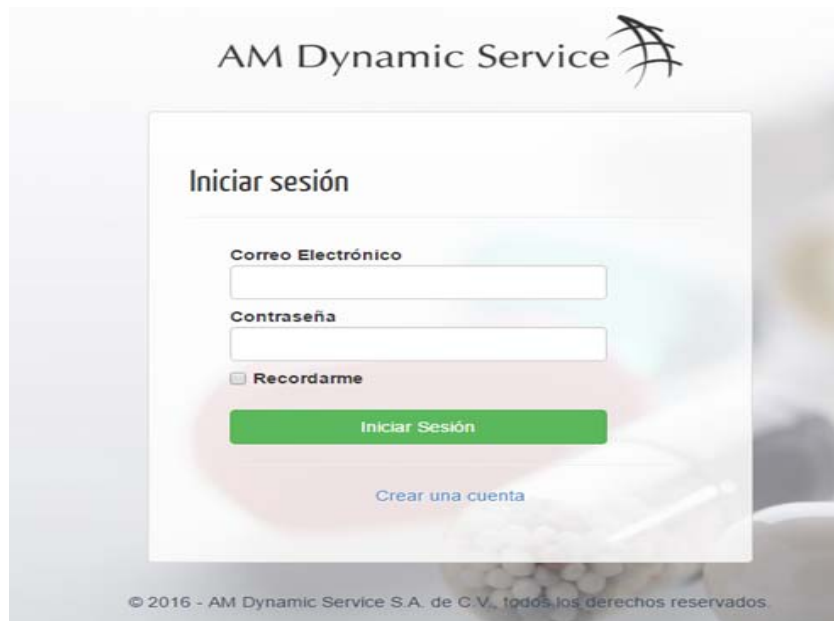 AM Dynamic Service
Iniciar sesión
Correo Electrónico
Contraseña
Recordarme
Iniciar Sesión
Crear una cuenta
© 2016 - AM Dynamic Service S.A. de C.V., todos los derechos reservados.